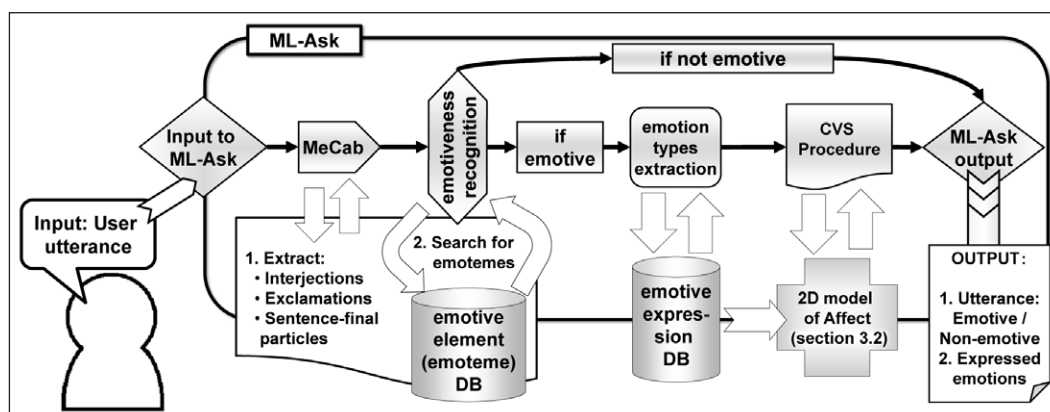 ML-Ask
if not emotive
Input to
ML-Ask
MeCab
emotiveness
recognition
if
emotive
emotion
types
extraction
CVS
Procedure
ML-Ask
output
Input: User
utterance
1. Extract:
• Interjections
• Exclamations
• Sentence-final
particles
2. Search for
emotemes
emotive
element
(emoteme)
DB
emotive
expres-
sion
DB
2D model
of Affect
(section 3.2)
OUTPUT:
1. Utterance:
Emotive /
Non-emotive
2. Expressed
emotions